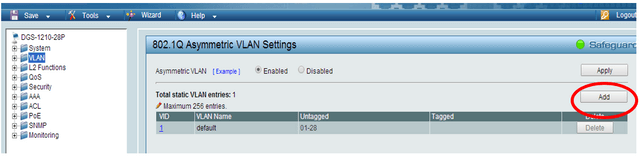 Save Tools Wizard Help Logout
DGS-1210-28P
System
VLAN
L2 Functions
QoS
Security
AAA
ACL
PoE
SNMP
Monitoring
802.1Q Asymmetric VLAN Settings Safeguard
Asymmetric VLAN [ Example ] Enabled Disabled Apply
Total static VLAN entries: 1 Add
Maximum 256 entries.
VID VLAN Name Untagged Tagged Delete
1 default 01-28 Delete